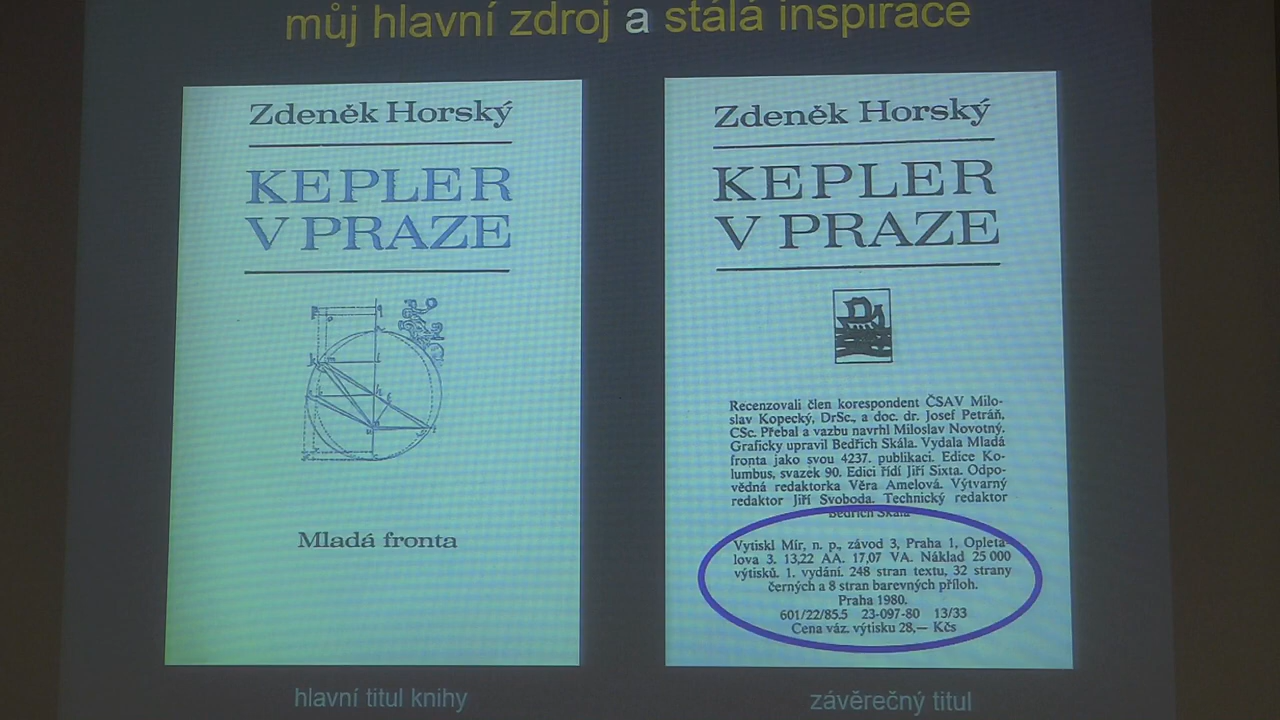 můj hlavní zdroj a stálá inspirace
Zdeněk Horský
KEPLER
V PRAZE
Mladá fronta
hlavní titul knihy
Zdeněk Horský
KEPLER
V PRAZE
Recenzovali člen korespondent ČSAV Milo-
slav Kopecký, DrSc., a doc. dr. Josef Petráň,
CSc. Přebal a vazbu navrhl Miloslav Novotný.
Graficky upravil Bedřich Skála. Vydala Mladá
fronta jako svou 4237. publikaci. Edice Ko-
lumbus, svazek 90. Edici řídí Jiří Sixta. Odpo-
vědná redaktorka Věra Amelová. Výtvarný
redaktor Jiří Svoboda. Technický redaktor
Bedřich Skála
Vytiskl Mír, n. p., závod 3, Praha 1, Opleta-
lova 3. 13,22 AA. 17,07 VA. Náklad 25 000
výtisků. 1. vydání. 248 stran textu, 32 strany
černých a 8 stran barevných příloh.
Praha 1980.
601/22/85.5 23-097-80 13/33
Cena váz. výtisku 28,— Kčs
závěrečný titul